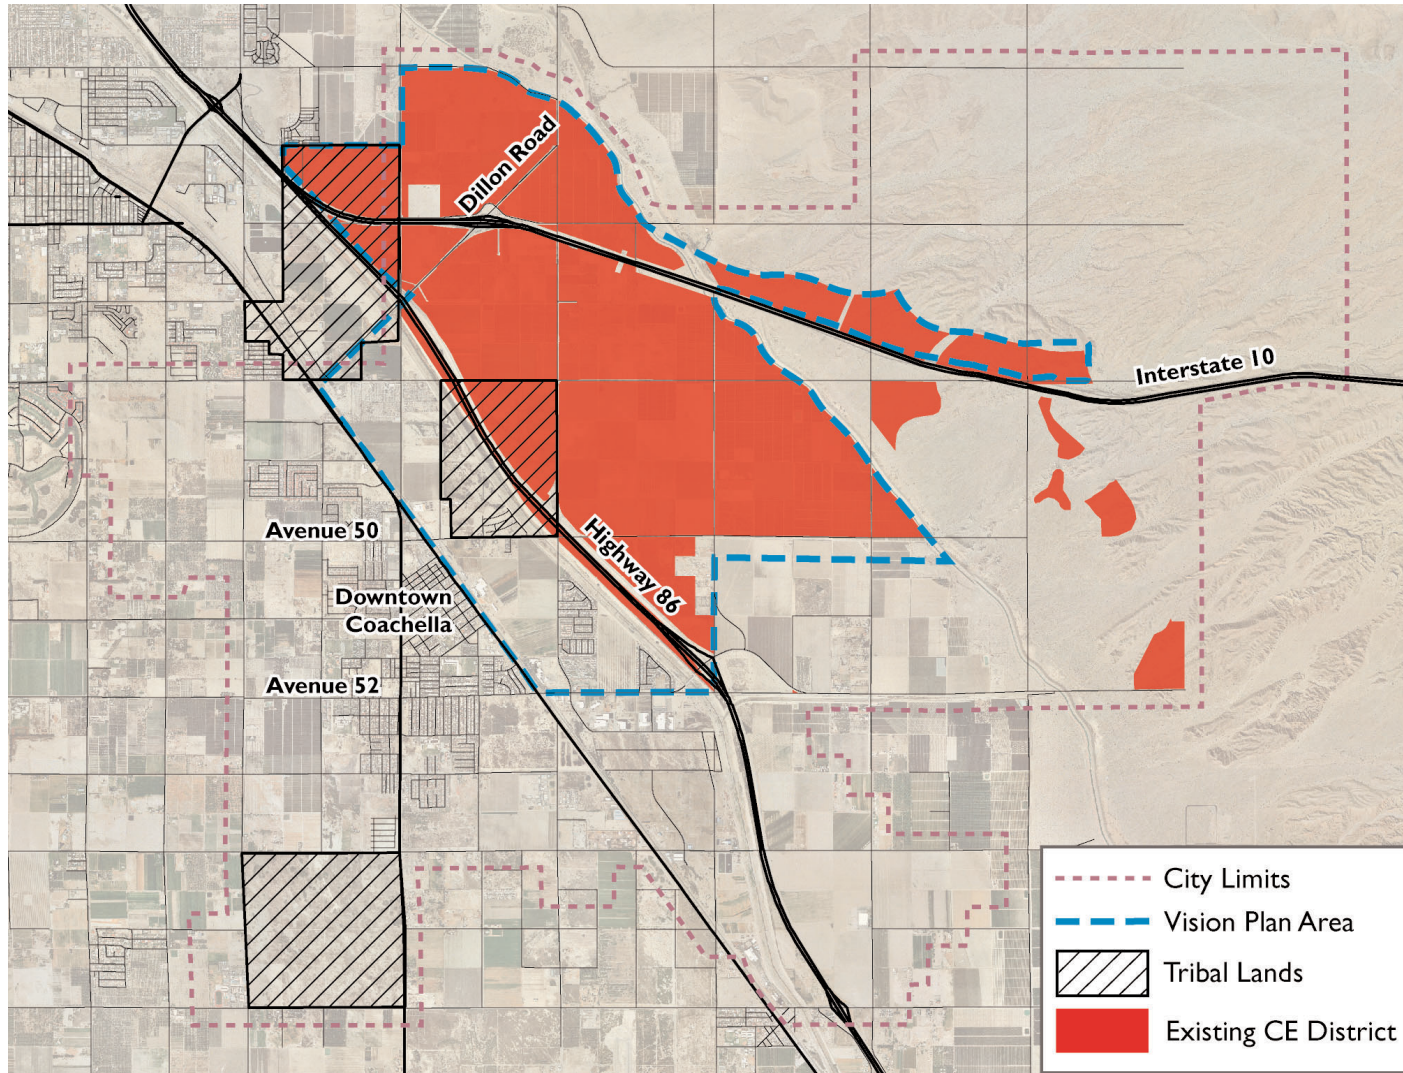 Dillon Road
Interstate 10
Avenue 50
Highway 86
Downtown
Coachella
Avenue 52
City Limits
Vision Plan Area
Tribal Lands
Existing CE District